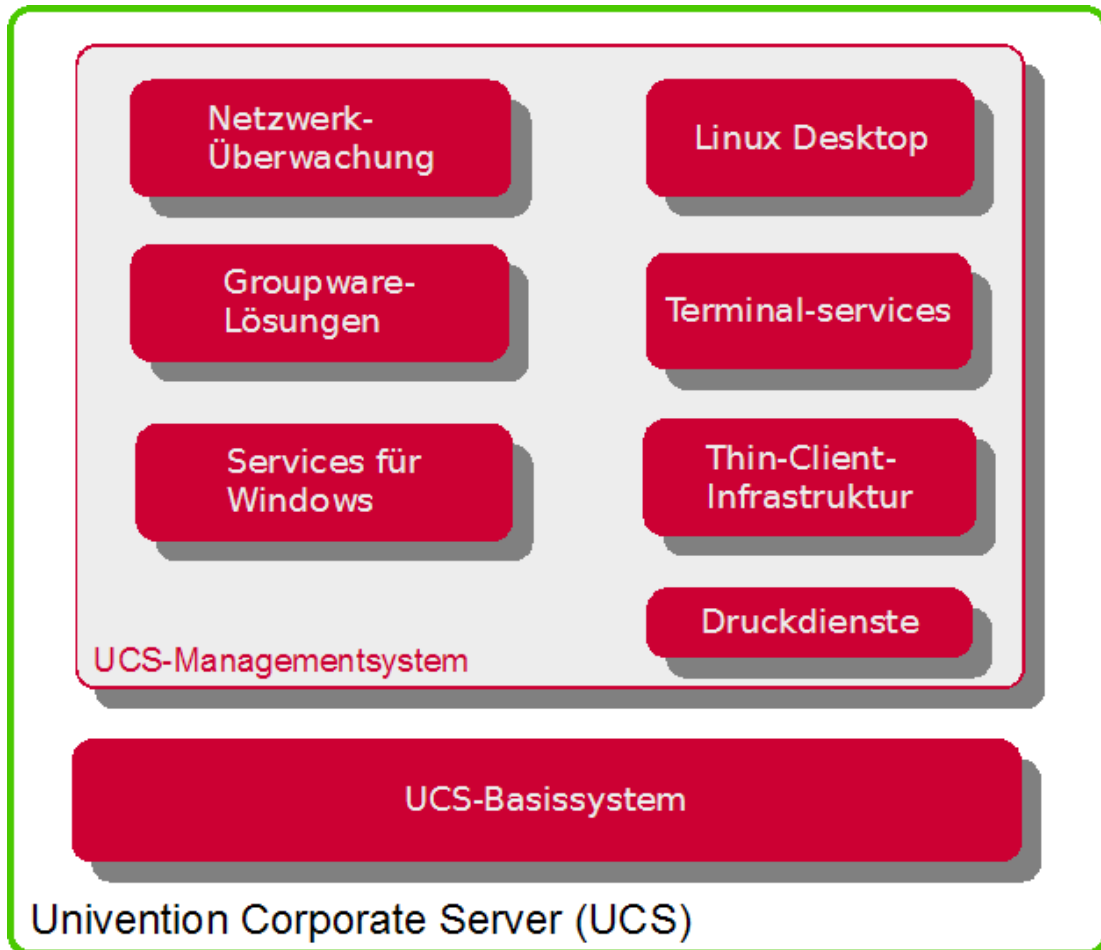 Netzwerk-
Überwachung
Linux Desktop
Groupware-
Lösungen
Terminal-services
Services für
Windows
Thin-Client-
Infrastruktur
Druckdienste
UCS-Managementsystem
UCS-Basissystem
Univention Corporate Server (UCS)